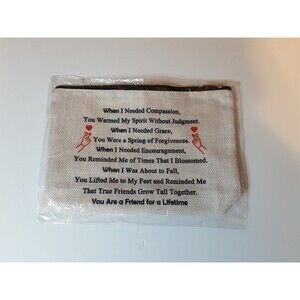 When I Needed Compassion,
You Warmed My Spirit Without Judgment.
When I Needed Grace,
You Were a Spring of Forgiveness.
When I Needed Encouragement,
You Reminded Me of Times That I Blossomed.
When I Was About to Fall,
You Lifted Me to My Feet and Reminded Me
That True Friends Grow Tall Together.
You Are a Friend for a Lifetime